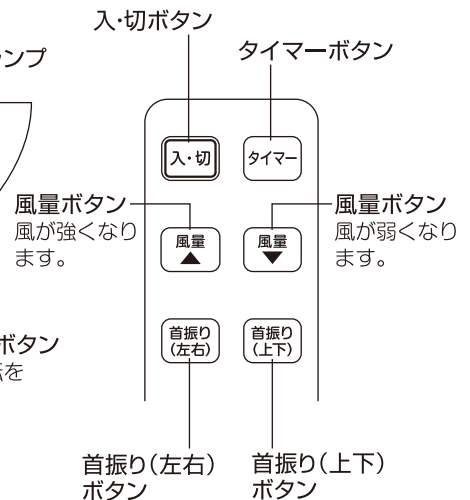 入・切ボタン
ンプ
タイマーボタン
入・切
タイマー
風量ボタン
風が強くなり
ます。
風量
▲
風量
▼
風量ボタン
風が弱くなり
ます。
ボタン
転を
首振り
(左右)
首振り
(上下)
首振り(左右)
ボタン
首振り(上下)
ボタン